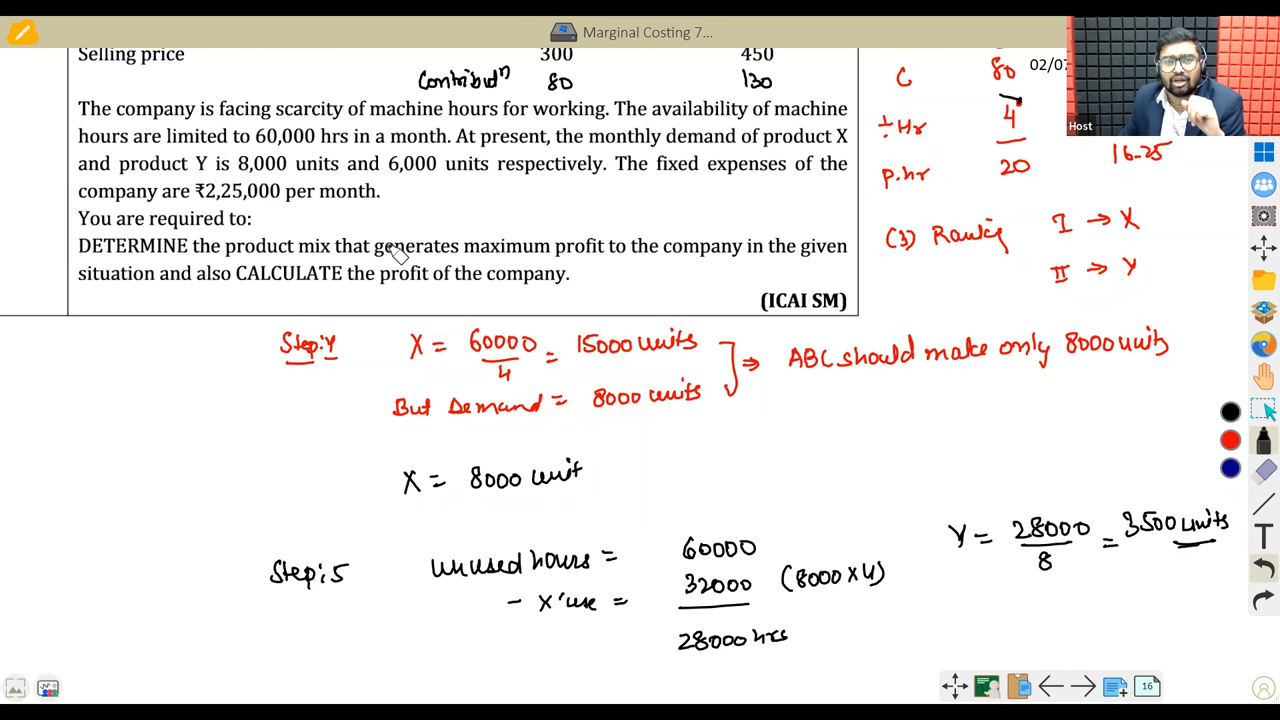 Marginal Costing 7...
Selling price 300 450
Contributn 80 130
The company is facing scarcity of machine hours for working. The availability of machine
hours are limited to 60,000 hrs in month. At present, the monthly demand of product X
and product Y is 8,000 units and 6,000 units respectively. The fixed expenses of the
company are ₹2,25,000 per month.
You are required to:
DETERMINE the product mix that generates maximum profit to the company in the given
situation and also CALCULATE the profit of the company.
(ICAI SM)
C 80
÷ Hr 4
p.hr 20 16.25
(3) Ranking I → X
II → Y
02/0
Host
Step: 4 X = 60000 / 4 = 15000 units
But Demand = 8000 units
⇒ ABC should make only 8000 units
X = 8000 unit
Step: 5 unused hours = 60000
- X' use = 32000 (8000 x 4)
28000 hrs
Y = 28000 / 8 = 3500 units
T
16